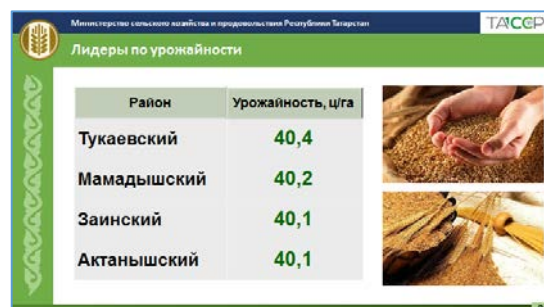 Министерство сельского хозяйства и продовольствия Республики Татарстан
ТАССР
Лидеры по урожайности
Район Урожайность, ц/га
Тукаевский 40,4
Мамадышский 40,2
Заинский 40,1
Актанышский 40,1